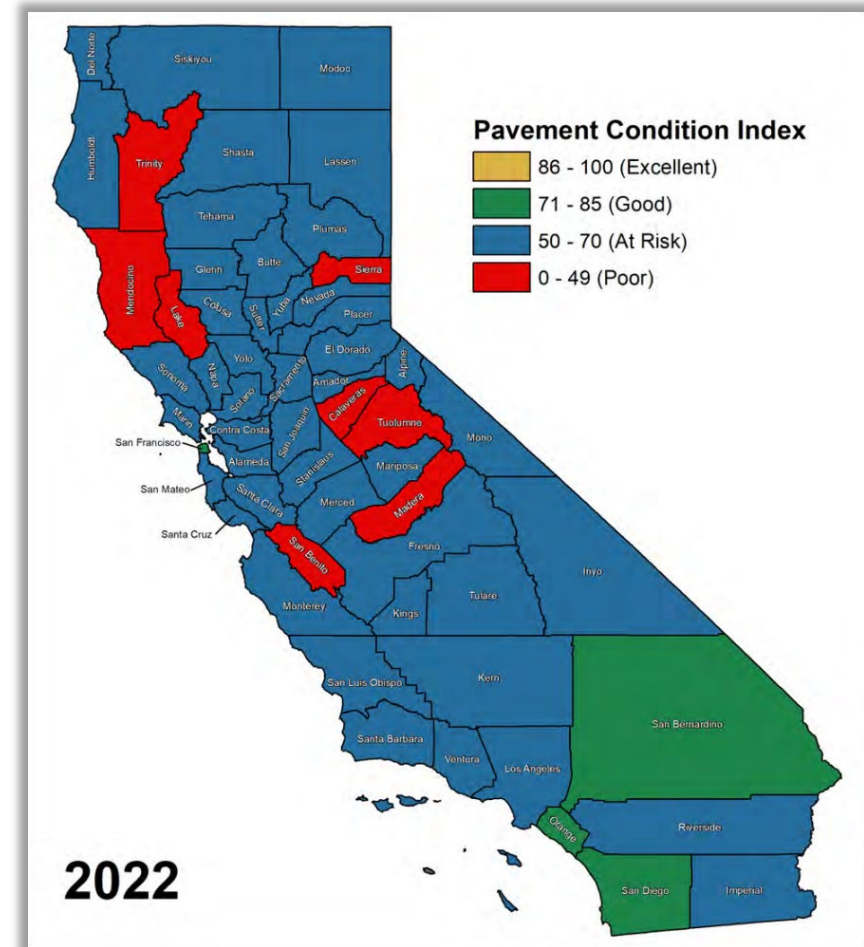 Del Norte
Siskiyou
Modoc
Pavement Condition Index
86 - 100 (Excellent)
71 - 85 (Good)
50 - 70 (At Risk)
0 - 49 (Poor)
Humboldt
Trinity
Shasta
Lassen
Tehama
Plumas
Mendocino
Glenn
Butte
Sierra
Lake
Colusa
Sutter
Yuba
Nevada
Placer
Sonoma
Napa
Yolo
Solano
Sacramento
El Dorado
Amador
Alpine
Marin
Contra Costa
San Joaquin
Calaveras
Tuolumne
Mono
San Francisco
Alameda
Stanislaus
Mariposa
San Mateo
Santa Clara
Merced
Madera
Santa Cruz
San Benito
Fresno
Inyo
Monterey
Kings
Tulare
San Luis Obispo
Kern
San Bernardino
Santa Barbara
Ventura
Los Angeles
Orange
Riverside
San Diego
Imperial
2022